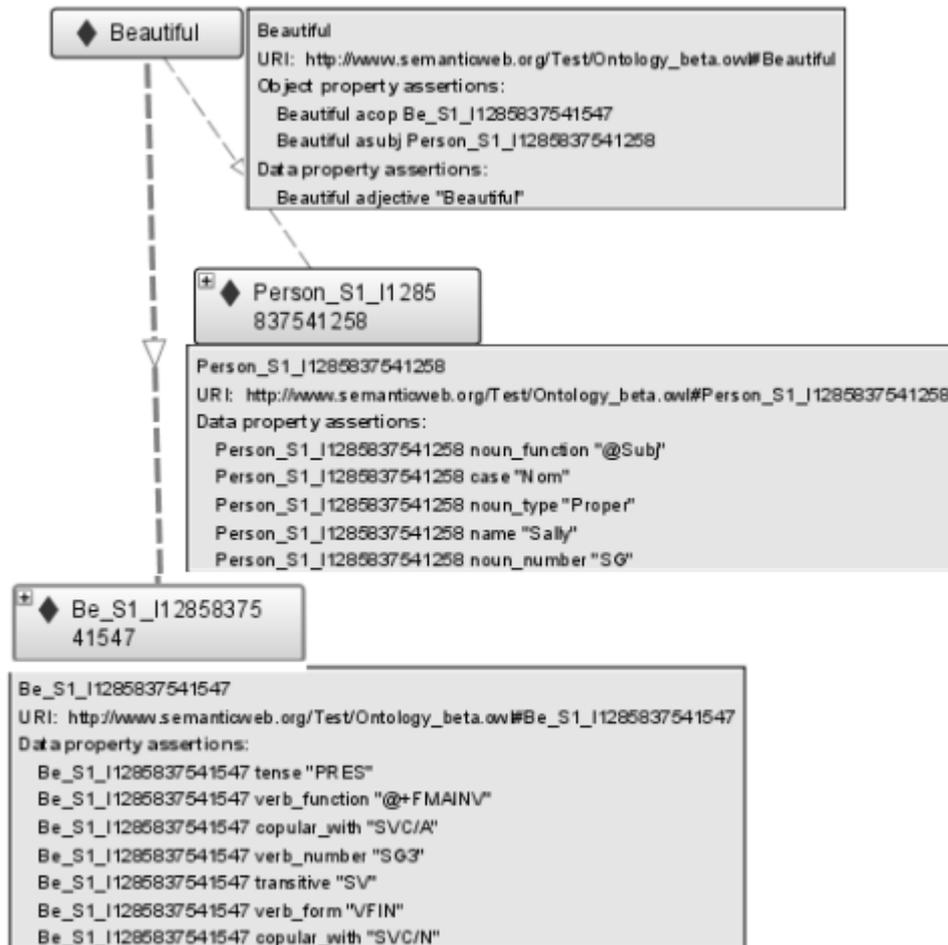 Beautiful
Beautiful
URI: http://www.semanticweb.org/Test/Ontology_beta.owl#Beautiful
Object property assertions:
Beautiful acop Be_S1_I1285837541547
Beautiful asubj Person_S1_I1285837541258
Data property assertions:
Beautiful adjective "Beautiful"
Person_S1_I1285
837541258
Person_S1_I1285837541258
URI: http://www.semanticweb.org/Test/Ontology_beta.owl#Person_S1_I1285837541258
Data property assertions:
Person_S1_I1285837541258 noun_function "@Subj"
Person_S1_I1285837541258 case "Nom"
Person_S1_I1285837541258 noun_type "Proper"
Person_S1_I1285837541258 name "Sally"
Person_S1_I1285837541258 noun_number "SG"
Be_S1_I12858375
41547
Be_S1_I1285837541547
URI: http://www.semanticweb.org/Test/Ontology_beta.owl#Be_S1_I1285837541547
Data property assertions:
Be_S1_I1285837541547 tense "PRES"
Be_S1_I1285837541547 verb_function "@+FMAINV"
Be_S1_I1285837541547 copular_with "SVC/A"
Be_S1_I1285837541547 verb_number "SG3"
Be_S1_I1285837541547 transitive "SV"
Be_S1_I1285837541547 verb_form "VFIN"
Be_S1_I1285837541547 copular_with "SVC/N"